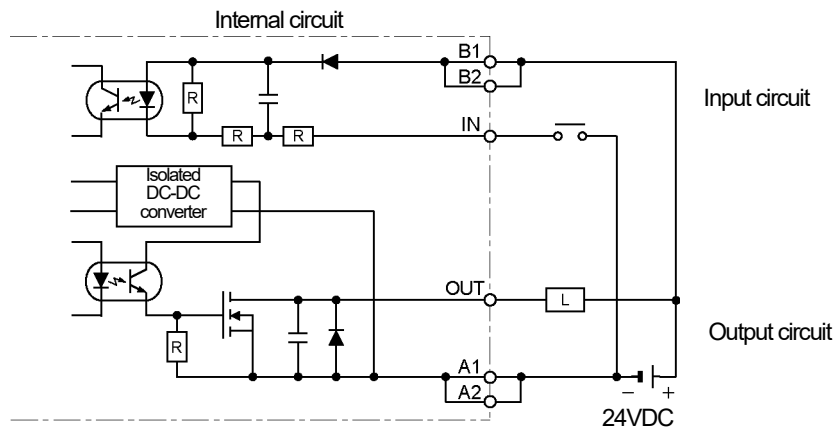 Internal circuit
B1
B2
Input circuit
R
IN
R
R
Isolated
DC-DC
converter
OUT
L
Output circuit
R
A1
A2
− +
24VDC